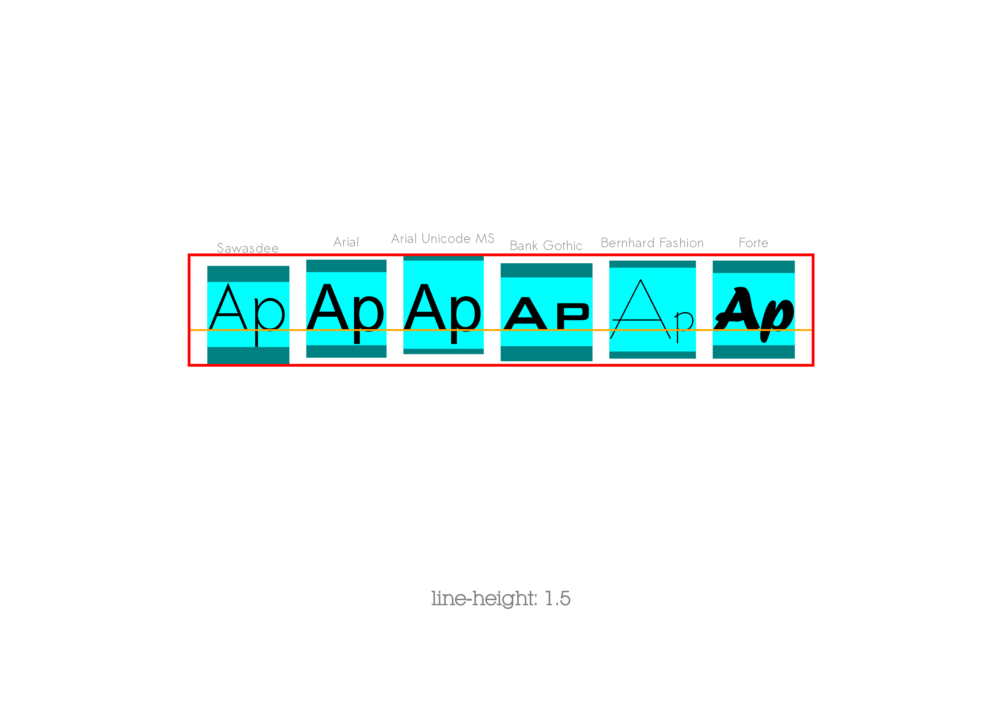 Sawasdee
Arial
Arial Unicode MS
Bank Gothic
Bernhard Fashion
Forte
Ap
Ap
Ap
AP
Ap
Ap
line-height: 1.5